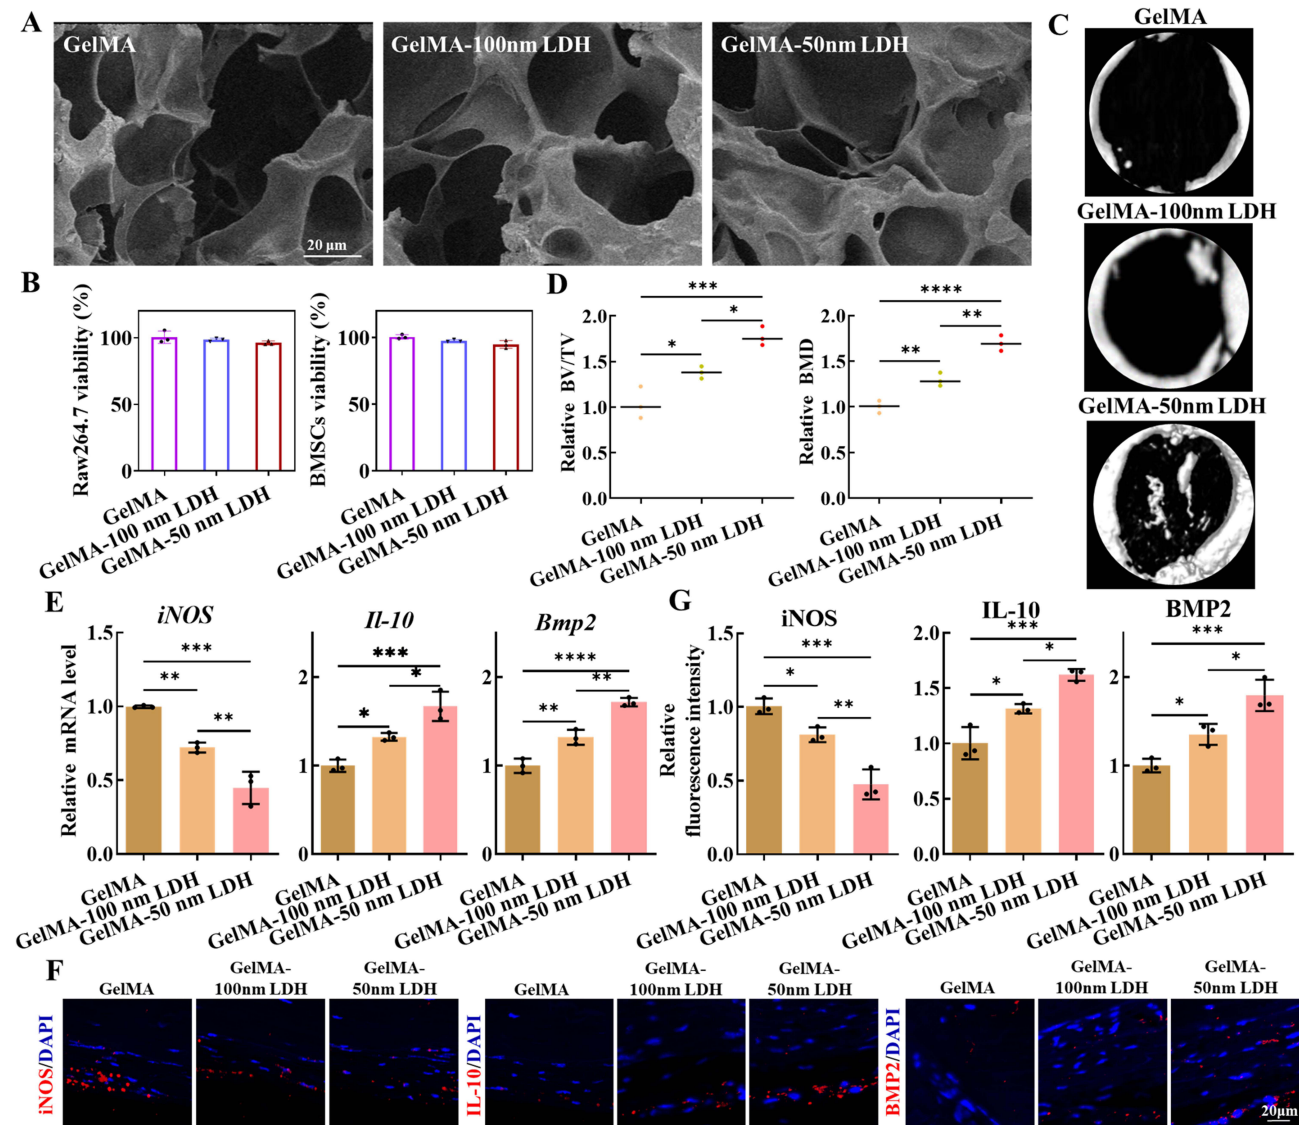 A
GelMA
GelMA-100nm LDH
GelMA-50nm LDH
20 μm
C
GelMA
GelMA-100nm LDH
GelMA-50nm LDH
B
Raw264.7 viability (%)
100
50
0
GelMA
GelMA-100 nm LDH
GelMA-50 nm LDH
BMSCs viability (%)
100
50
0
GelMA
GelMA-100 nm LDH
GelMA-50 nm LDH
D
Relative BV/TV
2.0
1.5
1.0
0.5
0.0
***
*
*
GelMA
GelMA-100 nm LDH
GelMA-50 nm LDH
Relative BMD
2.0
1.5
1.0
0.5
0.0
****
**
**
GelMA
GelMA-100 nm LDH
GelMA-50 nm LDH
E
Relative mRNA level
iNOS
1.5
1.0
0.5
0.0
***
**
**
GelMA
GelMA-100 nm LDH
GelMA-50 nm LDH
Il-10
2
1
0
***
*
*
GelMA
GelMA-100 nm LDH
GelMA-50 nm LDH
Bmp2
2
1
0
****
**
**
GelMA
GelMA-100 nm LDH
GelMA-50 nm LDH
G
Relative
fluorescence intensity
iNOS
1.5
1.0
0.5
0.0
***
*
**
GelMA
GelMA-100 nm LDH
GelMA-50 nm LDH
IL-10
2.0
1.5
1.0
0.5
0
***
*
*
GelMA
GelMA-100 nm LDH
GelMA-50 nm LDH
BMP2
2
1
0
***
*
*
GelMA
GelMA-100 nm LDH
GelMA-50 nm LDH
F
iNOS/DAPI
GelMA
GelMA-
100nm LDH
GelMA-
50nm LDH
IL-10/DAPI
GelMA
GelMA-
100nm LDH
GelMA-
50nm LDH
BMP2/DAPI
GelMA
GelMA-
100nm LDH
GelMA-
50nm LDH
20μm